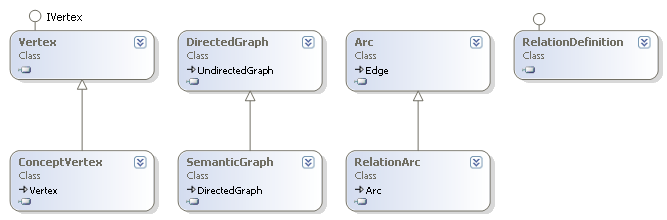 IVertex
Vertex
Class
DirectedGraph
Class
UndirectedGraph
Arc
Class
Edge
RelationDefinition
Class
ConceptVertex
Class
Vertex
SemanticGraph
Class
DirectedGraph
RelationArc
Class
Arc